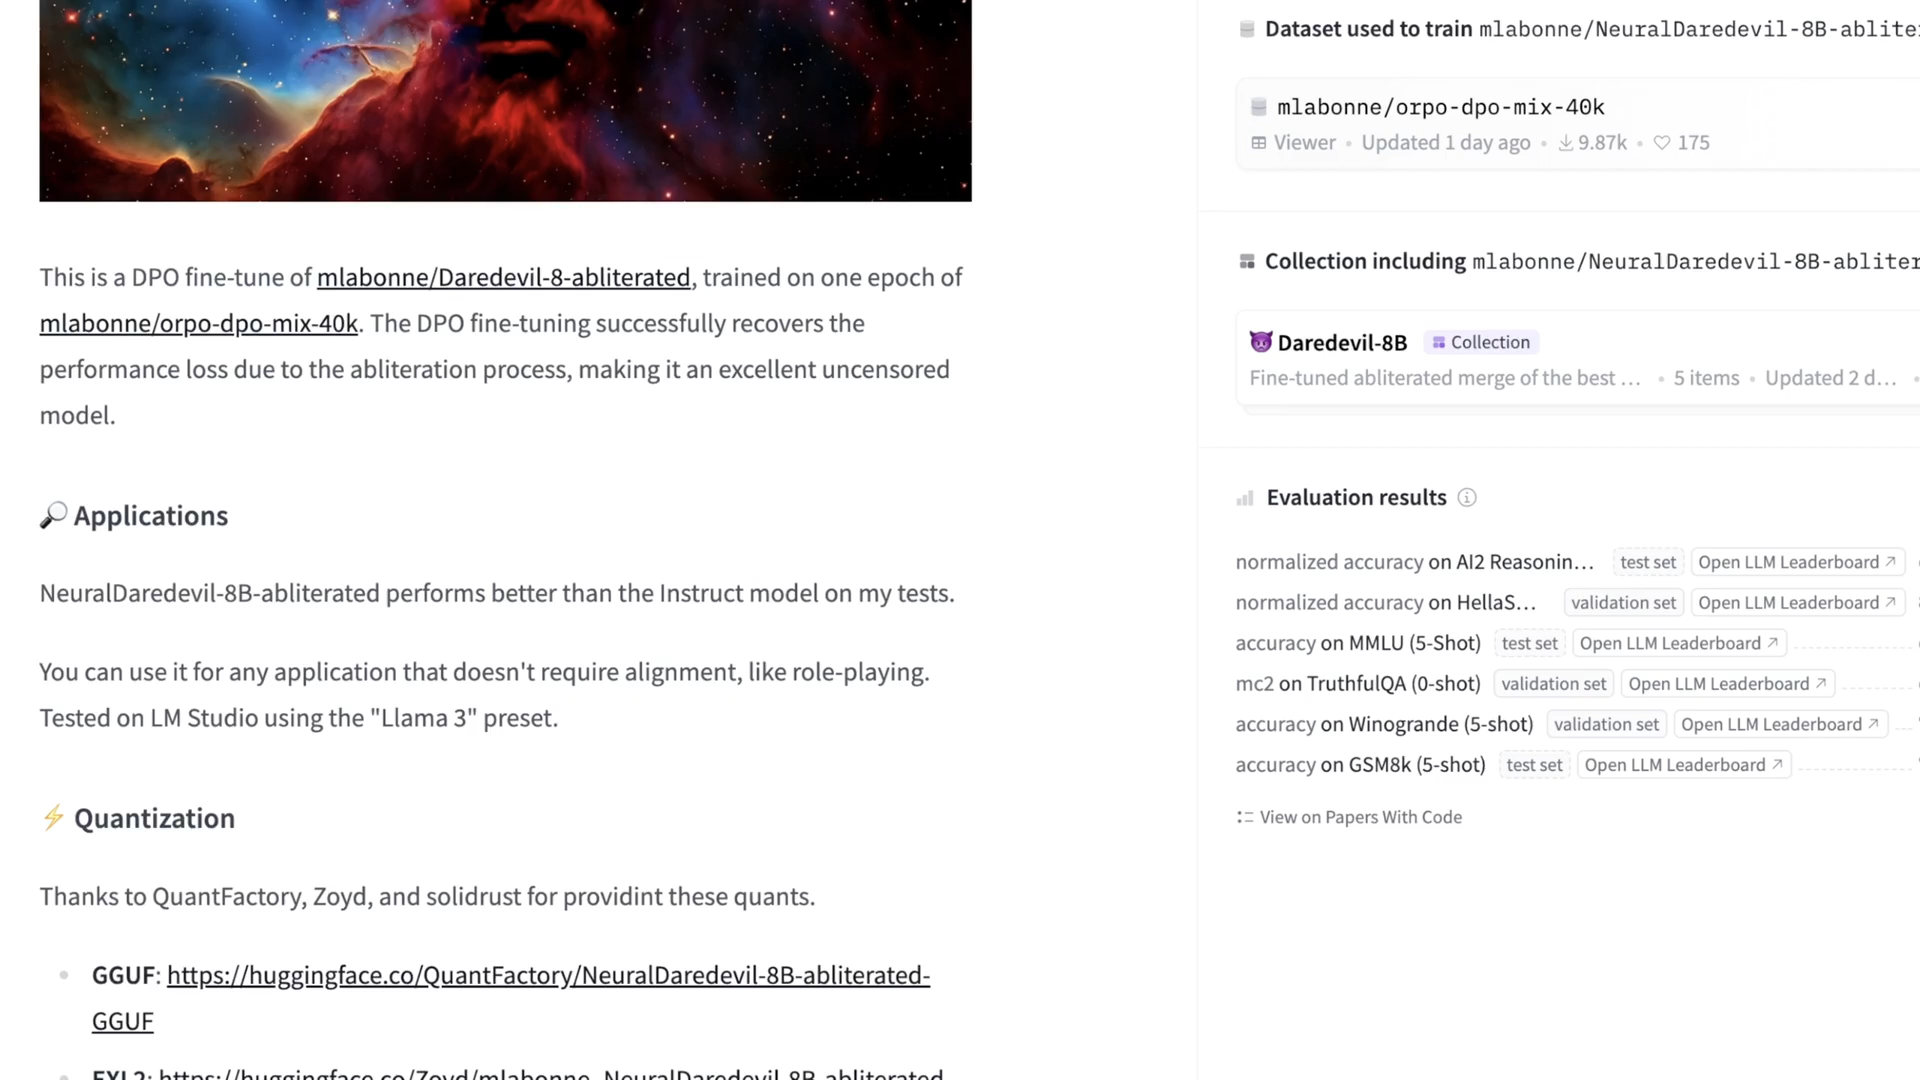 This is a DPO fine-tune of mlabonne/Daredevil-8-abliterated, trained on one epoch of
mlabonne/orpo-dpo-mix-40k. The DPO fine-tuning successfully recovers the
performance loss due to the abliteration process, making it an excellent uncensored
model.
🔎 Applications
NeuralDaredevil-8B-abliterated performs better than the Instruct model on my tests.
You can use it for any application that doesn't require alignment, like role-playing.
Tested on LM Studio using the "Llama 3" preset.
⚡ Quantization
Thanks to QuantFactory, Zoyd, and solidrust for providint these quants.
• GGUF: https://huggingface.co/QuantFactory/NeuralDaredevil-8B-abliterated-
GGUF
• EXL2: https://huggingface.co/Zoyd/mlabonne_NeuralDaredevil-8B-abliterated
Dataset used to train mlabonne/NeuralDaredevil-8B-ablite
mlabonne/orpo-dpo-mix-40k
Viewer • Updated 1 day ago • 9.87k • 175
Collection including mlabonne/NeuralDaredevil-8B-abliter
😈 Daredevil-8B Collection
Fine-tuned abliterated merge of the best ... • 5 items • Updated 2 d... •
Evaluation results
normalized accuracy on AI2 Reasonin... test set Open LLM Leaderboard
normalized accuracy on HellaS... validation set Open LLM Leaderboard
accuracy on MMLU (5-Shot) test set Open LLM Leaderboard
mc2 on TruthfulQA (0-shot) validation set Open LLM Leaderboard
accuracy on Winogrande (5-shot) validation set Open LLM Leaderboard
accuracy on GSM8k (5-shot) test set Open LLM Leaderboard
View on Papers With Code